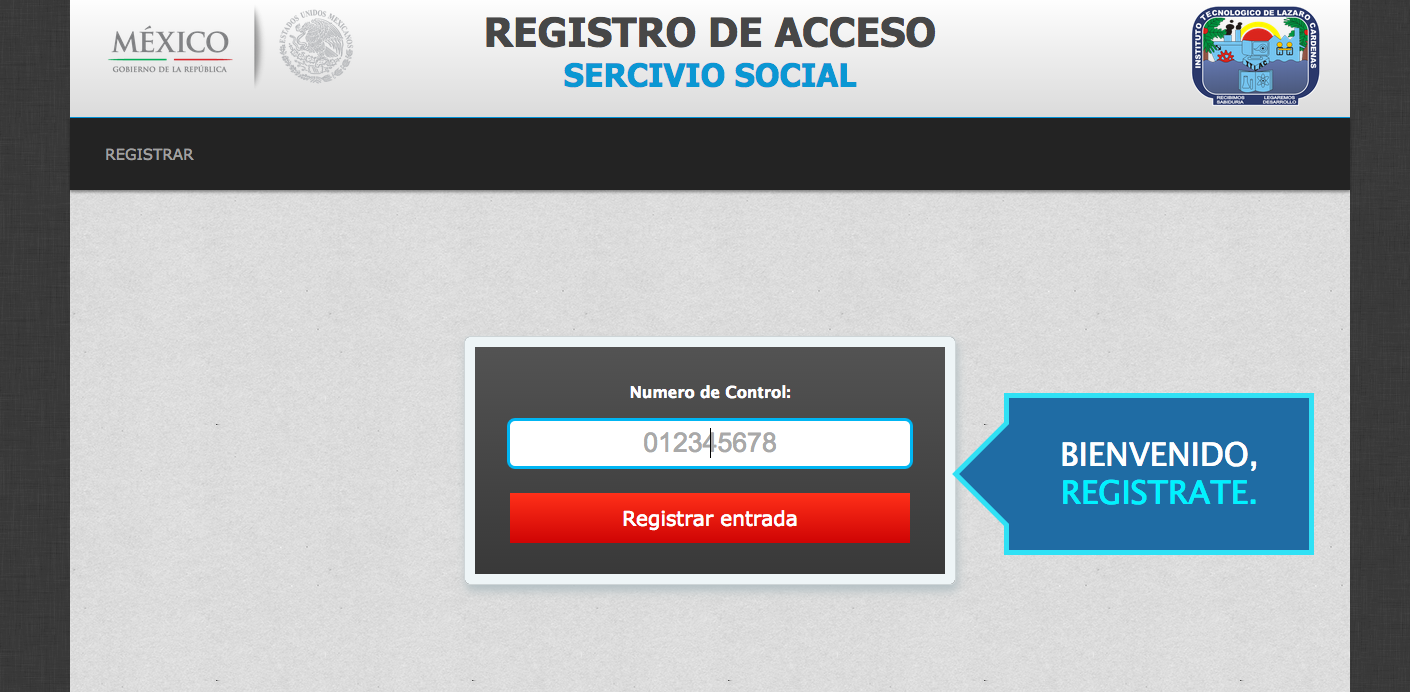 MÉXICO
GOBIERNO DE LA REPÚBLICA
ESTADOS UNIDOS MEXICANOS
REGISTRO DE ACCESO
SERCIVIO SOCIAL
INSTITUTO TECNOLOGICO DE LAZARO CARDENAS
ITLAC
RECIBIMOS
SABIDURIA
LEGAREMOS
DESARROLLO
REGISTRAR
Numero de Control:
012345678
Registrar entrada
BIENVENIDO,
REGISTRATE.